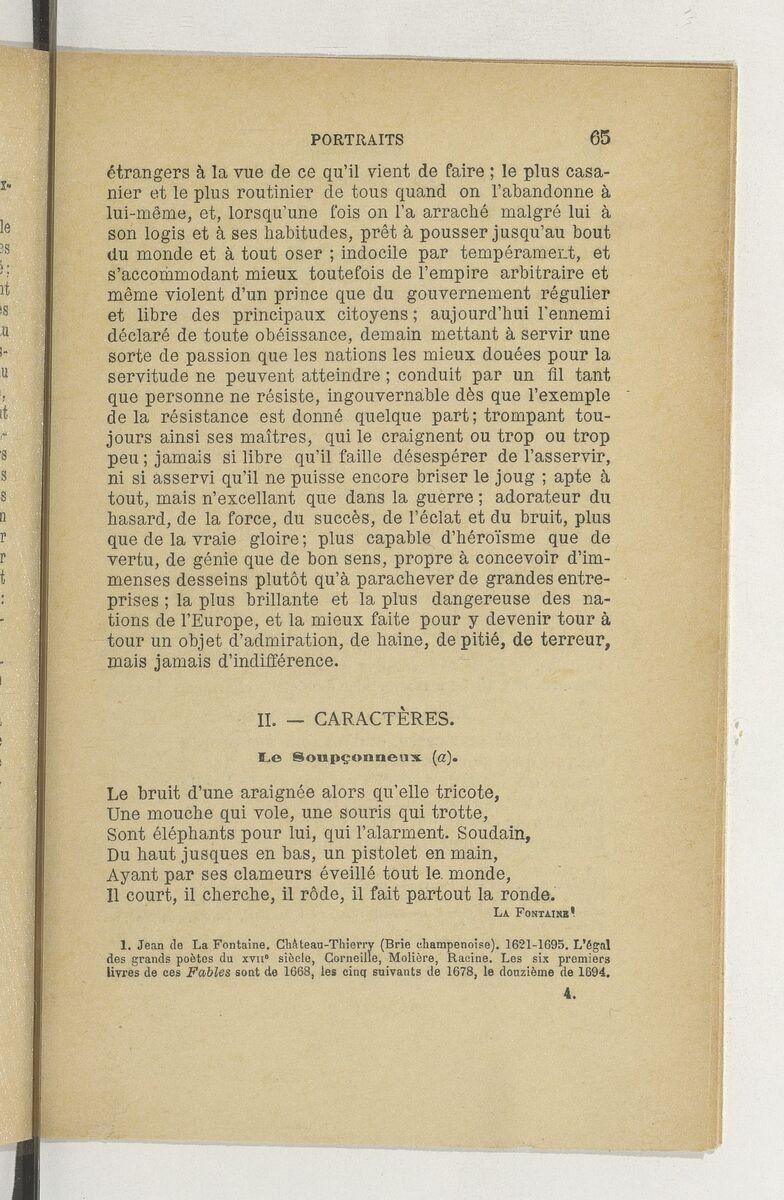 PORTRAITS 65
étrangers à la vue de ce qu'il vient de faire ; le plus casa-
nier et le plus routinier de tous quand on l'abandonne à
lui-même, et, lorsqu'une fois on l'a arraché malgré lui à
son logis et à ses habitudes, prêt à pousser jusqu'au bout
du monde et à tout oser ; indocile par tempérament, et
s'accommodant mieux toutefois de l'empire arbitraire et
même violent d'un prince que du gouvernement régulier
et libre des principaux citoyens ; aujourd'hui l'ennemi
déclaré de toute obéissance, demain mettant à servir une
sorte de passion que les nations les mieux douées pour la
servitude ne peuvent atteindre ; conduit par un fil tant
que personne ne résiste, ingouvernable dès que l'exemple
de la résistance est donné quelque part ; trompant tou-
jours ainsi ses maîtres, qui le craignent ou trop ou trop
peu ; jamais si libre qu'il faille désespérer de l'asservir,
ni si asservi qu'il ne puisse encore briser le joug ; apte à
tout, mais n'excellant que dans la guerre ; adorateur du
hasard, de la force, du succès, de l'éclat et du bruit, plus
que de la vraie gloire ; plus capable d'héroïsme que de
vertu, de génie que de bon sens, propre à concevoir d'im-
menses desseins plutôt qu'à parachever de grandes entre-
prises ; la plus brillante et la plus dangereuse des na-
tions de l'Europe, et la mieux faite pour y devenir tour à
tour un objet d'admiration, de haine, de pitié, de terreur,
mais jamais d'indifférence.
II. — CARACTÈRES.
Le Soupçonneux (a).
Le bruit d'une araignée alors qu'elle tricote,
Une mouche qui vole, une souris qui trotte,
Sont éléphants pour lui, qui l'alarment. Soudain,
Du haut jusques en bas, un pistolet en main,
Ayant par ses clameurs éveillé tout le monde,
Il court, il cherche, il rôde, il fait partout la ronde.
LA FONTAINE¹
1. Jean de La Fontaine. Château-Thierry (Brie champenoise). 1621-1695. L'égal
des grands poètes du XVIIe siècle, Corneille, Molière, Racine. Les six premiers
livres de ces Fables sont de 1668, les cinq suivants de 1678, le douzième de 1694.
4.